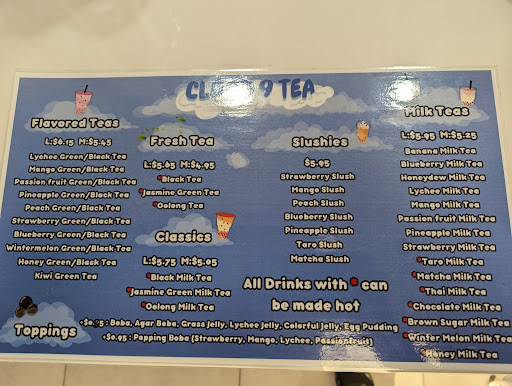 CLOUD 9 TEA
Flavored Teas
L:$6.15 M:$5.45
Lychee Green/Black Tea
Mango Green/Black Tea
Passion fruit Green/Black Tea
Pineapple Green/Black Tea
Peach Green/Black Tea
Strawberry Green/Black Tea
Blueberry Green/Black Tea
Wintermelon Green/Black Tea
Honey Green/Black Tea
Kiwi Green Tea
Fresh Tea
L:$5.65 M:$4.95
*Black Tea
*Jasmine Green Tea
*Oolong Tea
Classics
L:$5.75 M:$5.05
*Black Milk Tea
*Jasmine Green Milk Tea
*Oolong Milk Tea
Slushies
$5.95
Strawberry Slush
Mango Slush
Peach Slush
Blueberry Slush
Pineapple Slush
Taro Slush
Matcha Slush
All Drinks with * can
be made hot
Milk Teas
L:$5.95 M:$5.25
Banana Milk Tea
Blueberry Milk Tea
Honeydew Milk Tea
Lychee Milk Tea
Mango Milk Tea
Passion fruit Milk Tea
Pineapple Milk Tea
Strawberry Milk Tea
*Taro Milk Tea
*Matcha Milk Tea
*Thai Milk Tea
*Chocolate Milk Tea
*Brown Sugar Milk Tea
*Winter Melon Milk Tea
*Honey Milk Tea
Toppings
: Boba, Agar Boba, Grass Jelly, Lychee Jelly, Colorful Jelly, Egg Pudding
+$0.95 : Popping Boba (Strawberry, Mango, Lychee, Passionfruit)